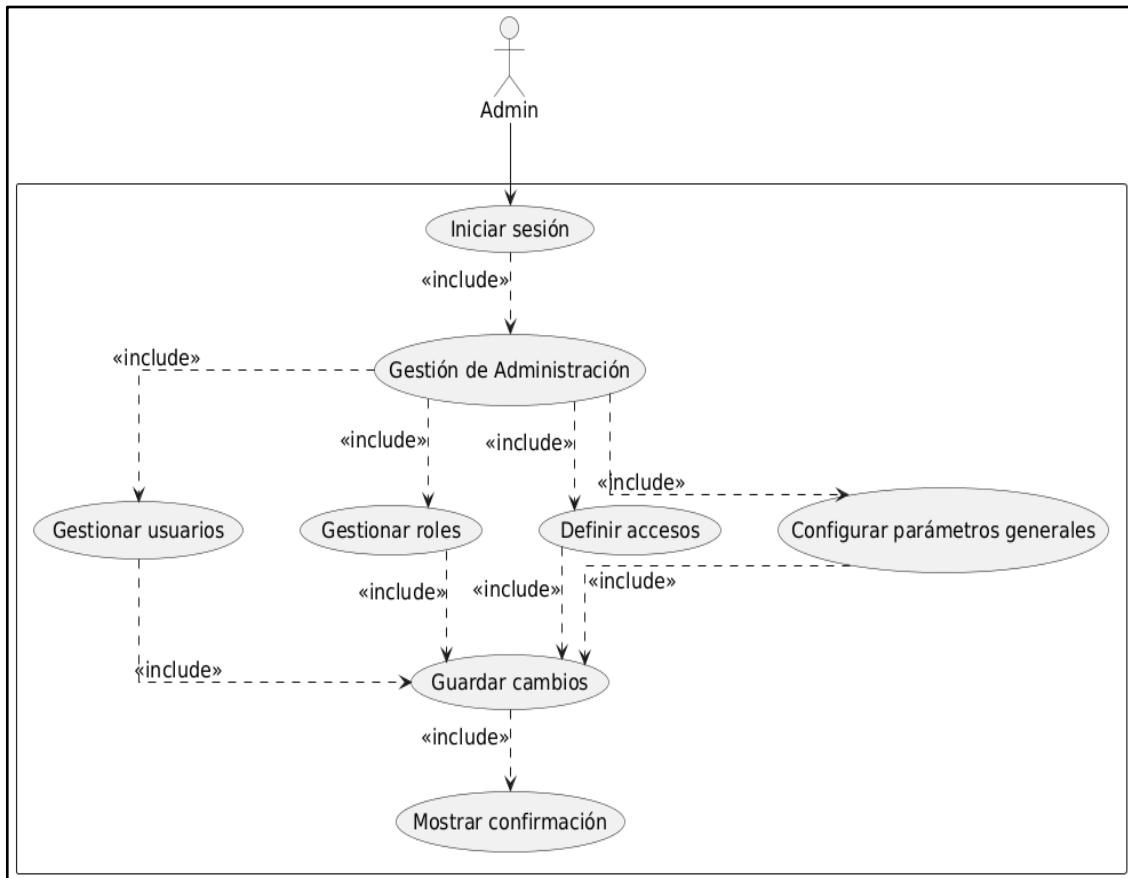 Admin
Iniciar sesión
«include»
Gestión de Administración
«include»
«include»
«include»
«include»
Gestionar usuarios
Gestionar roles
Definir accesos
Configurar parámetros generales
«include»
«include»
«include»
«include»
Guardar cambios
«include»
Mostrar confirmación